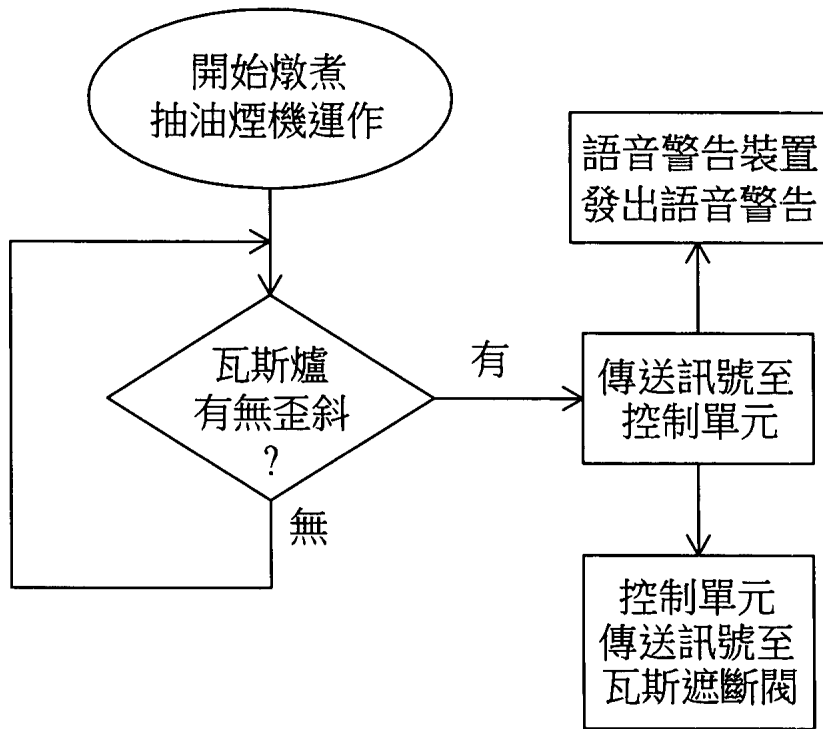 開始燉煮
抽油煙機運作
語音警告裝置
發出語音警告
瓦斯爐
有無歪斜
?
有
傳送訊號至
控制單元
無
控制單元
傳送訊號至
瓦斯遮斷閥